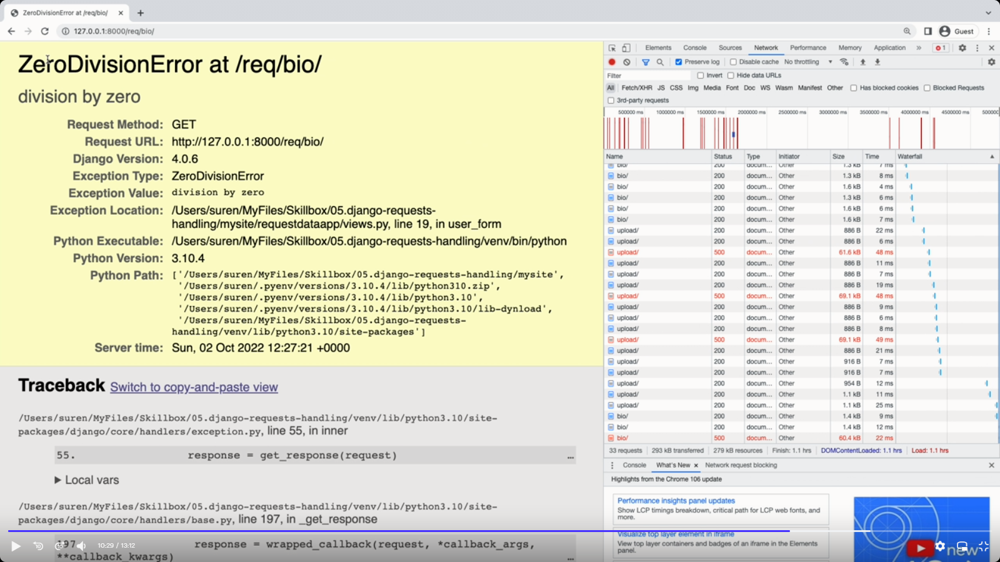 ZeroDivisionError at /req/bio/
127.0.0.1:8000/req/bio/
Guest
ZeroDivisionError at /req/bio/
division by zero
Request Method: GET
Request URL: http://127.0.0.1:8000/req/bio/
Django Version: 4.0.6
Exception Type: ZeroDivisionError
Exception Value: division by zero
Exception Location: /Users/suren/MyFiles/Skillbox/05.django-requests-
handling/mysite/requestdataapp/views.py, line 19, in user_form
Python Executable: /Users/suren/MyFiles/Skillbox/05.django-requests-handling/venv/bin/python
Python Version: 3.10.4
Python Path: ['/Users/suren/MyFiles/Skillbox/05.django-requests-handling/mysite',
'/Users/suren/.pyenv/versions/3.10.4/lib/python310.zip',
'/Users/suren/.pyenv/versions/3.10.4/lib/python3.10',
'/Users/suren/.pyenv/versions/3.10.4/lib/python3.10/lib-dynload',
'/Users/suren/MyFiles/Skillbox/05.django-requests-
handling/venv/lib/python3.10/site-packages']
Server time: Sun, 02 Oct 2022 12:27:21 +0000
Traceback Switch to copy-and-paste view
/Users/suren/MyFiles/Skillbox/05.django-requests-handling/venv/lib/python3.10/site-
packages/django/core/handlers/exception.py, line 55, in inner
55. response = get_response(request) …
Local vars
/Users/suren/MyFiles/Skillbox/05.django-requests-handling/venv/lib/python3.10/site-
packages/django/core/handlers/base.py, line 197, in _get_response
197 response = wrapped_callback(request, *callback_args,
**callback_kwargs) …
10 10 10:29 / 13:12
Elements Console Sources Network Performance Memory Application » 1
Preserve log Disable cache No throttling
Filter Invert Hide data URLs
All Fetch/XHR JS CSS Img Media Font Doc WS Wasm Manifest Other Has blocked cookies Blocked Requests
3rd-party requests
500000 ms 1000000 ms 1500000 ms 2000000 ms 2500000 ms 3000000 ms 3500000 ms 4000000 ms 4500000 ms 50000
Name Status Type Initiator Size Time Waterfall
bio/ 200 docum... Other 1.3 kB 7 ms
bio/ 200 docum... Other 1.3 kB 8 ms
bio/ 200 docum... Other 1.6 kB 4 ms
bio/ 200 docum... Other 1.3 kB 6 ms
bio/ 200 docum... Other 1.6 kB 6 ms
bio/ 200 docum... Other 1.6 kB 7 ms
upload/ 200 docum... Other 886 B 22 ms
upload/ 200 docum... Other 886 B 6 ms
upload/ 500 docum... Other 61.6 kB 48 ms
upload/ 200 docum... Other 886 B 11 ms
upload/ 200 docum... Other 886 B 7 ms
upload/ 200 docum... Other 886 B 19 ms
upload/ 500 docum... Other 69.1 kB 48 ms
upload/ 200 docum... Other 886 B 9 ms
upload/ 200 docum... Other 886 B 6 ms
upload/ 200 docum... Other 886 B 8 ms
upload/ 500 docum... Other 69.1 kB 49 ms
upload/ 200 docum... Other 886 B 21 ms
upload/ 200 docum... Other 916 B 7 ms
upload/ 200 docum... Other 916 B 7 ms
upload/ 200 docum... Other 954 B 12 ms
upload/ 200 docum... Other 1.1 kB 11 ms
upload/ 200 docum... Other 1.1 kB 25 ms
bio/ 200 docum... Other 1.4 kB 9 ms
bio/ 200 docum... Other 1.4 kB 12 ms
bio/ 500 docum... Other 60.4 kB 22 ms
33 requests 293 kB transferred 279 kB resources Finish: 1.1 hrs DOMContentLoaded: 1.1 hrs Load: 1.1 hrs
Console What's New Network request blocking
Highlights from the Chrome 106 update
Performance insights panel updates
Show LCP timings breakdown, critical path for LCP web fonts, and
more.
Visualize top layer element in iframe
View top layer containers and badges of an iframe in the Elements
panel.
new